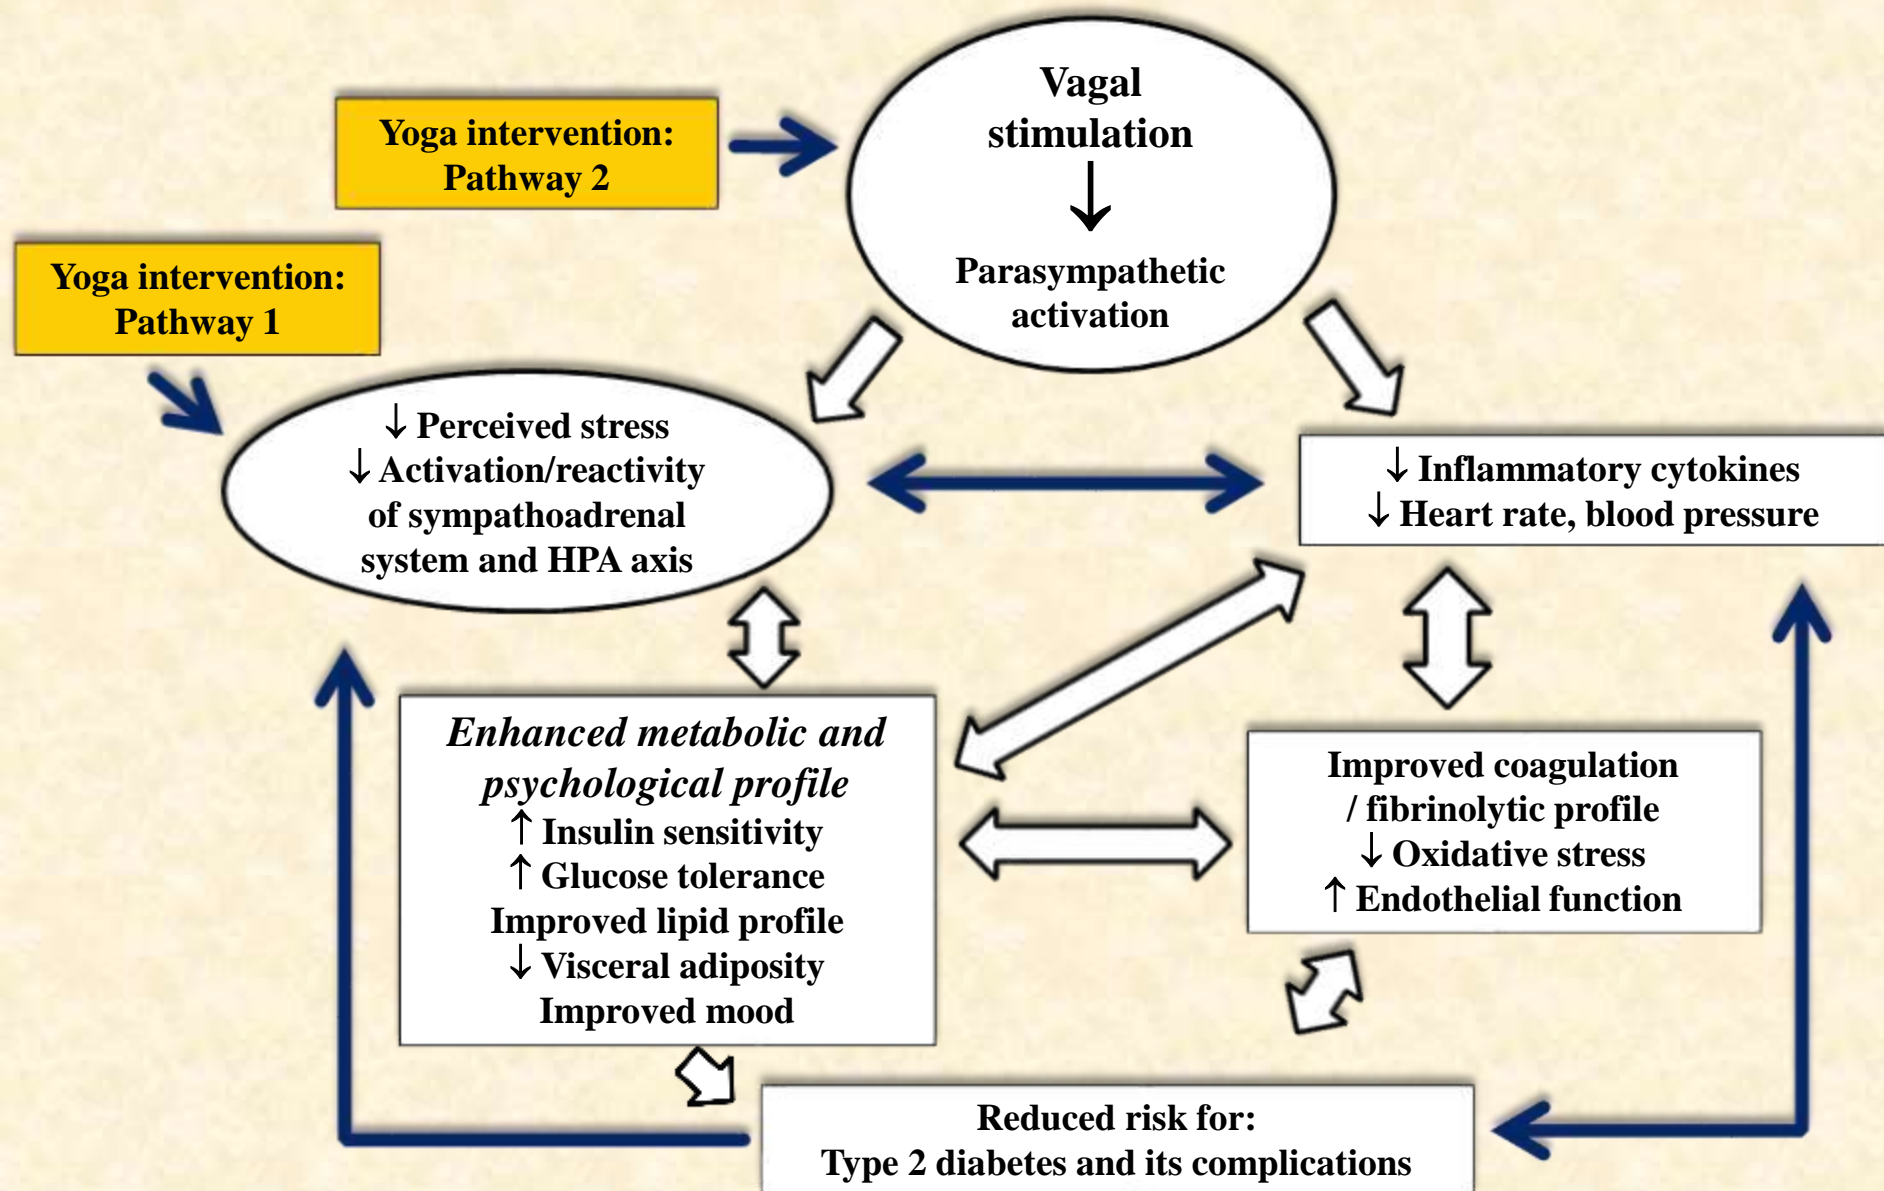 Vagal
stimulation
↓
Parasympathetic
activation
Yoga intervention:
Pathway 2
Yoga intervention:
Pathway 1
↓ Perceived stress
↓ Activation/reactivity
of sympathoadrenal
system and HPA axis
↓ Inflammatory cytokines
↓ Heart rate, blood pressure
Enhanced metabolic and
psychological profile
↑ Insulin sensitivity
↑ Glucose tolerance
Improved lipid profile
↓ Visceral adiposity
Improved mood
Improved coagulation
/ fibrinolytic profile
↓ Oxidative stress
↑ Endothelial function
Reduced risk for:
Type 2 diabetes and its complications